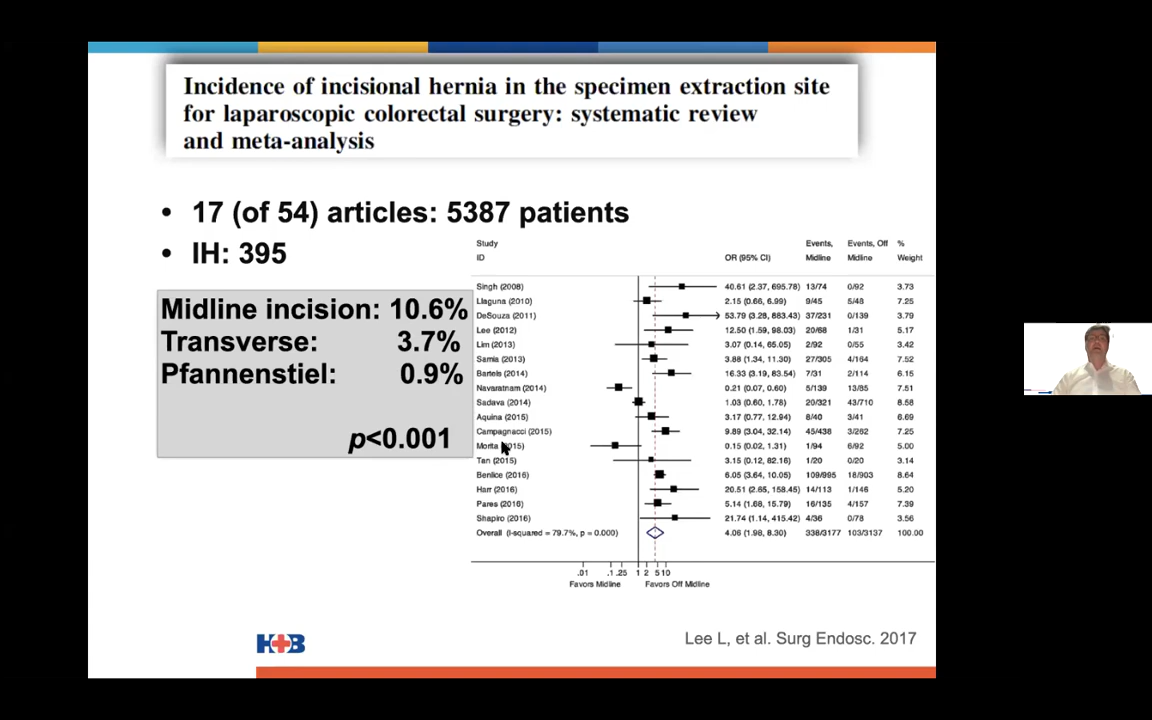 Incidence of incisional hernia in the specimen extraction site
for laparoscopic colorectal surgery: systematic review
and meta-analysis
• 17 (of 54) articles: 5387 patients
• IH: 395
Midline incision: 10.6%
Transverse: 3.7%
Pfannenstiel: 0.9%
p<0.001
Study Events, Events, Off %
ID OR (95% CI) Midline Midline Weight
Singh (2008) 40.61 (2.37, 695.78) 13/74 0/92 3.73
Llaguna (2010) 2.15 (0.66, 6.99) 9/45 5/48 7.25
DeSouza (2011) 53.79 (3.28, 883.43) 37/231 0/139 3.79
Lee (2012) 12.50 (1.59, 98.03) 20/68 1/31 5.17
Lim (2013) 3.07 (0.14, 65.05) 2/92 0/55 3.42
Samia (2013) 3.88 (1.34, 11.30) 27/305 4/164 7.52
Bartels (2014) 16.33 (3.19, 83.54) 7/31 2/114 6.15
Navaratnam (2014) 0.21 (0.07, 0.60) 5/139 13/85 7.51
Sadava (2014) 1.03 (0.60, 1.78) 20/321 43/710 8.58
Aquina (2015) 3.17 (0.77, 12.94) 8/40 3/41 6.69
Campagnacci (2015) 9.89 (3.04, 32.14) 45/438 3/262 7.25
Morita (2015) 0.15 (0.02, 1.31) 1/94 6/92 5.00
Tan (2015) 3.15 (0.12, 82.16) 1/20 0/20 3.14
Benlice (2016) 6.05 (3.64, 10.05) 109/995 18/903 8.64
Harr (2016) 20.51 (2.65, 158.45) 14/113 1/146 5.20
Pares (2016) 5.14 (1.68, 15.79) 16/135 4/157 7.39
Shapiro (2016) 21.74 (1.14, 415.42) 4/36 0/78 3.56
Overall (I-squared = 79.7%, p = 0.000) 4.06 (1.98, 8.30) 338/3177 103/3137 100.00
.01 .1 .25 1 2 5 10
Favors Midline Favors Off Midline
HB
Lee L, et al. Surg Endosc. 2017